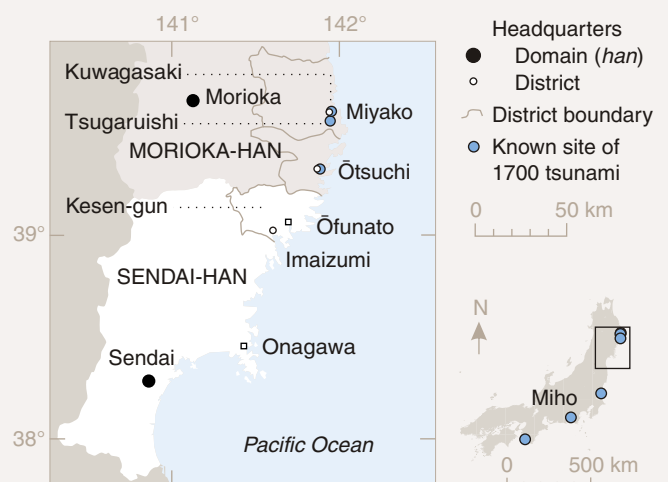 141°
142°
Kuwagasaki
Morioka
Miyako
Tsugaruishi
MORIOKA-HAN
Ōtsuchi
Kesen-gun
Ōfunato
39°
Imaizumi
SENDAI-HAN
Onagawa
Sendai
38°
Pacific Ocean
Headquarters
Domain (han)
District
District boundary
Known site of
1700 tsunami
0 50 km
N
Miho
0 500 km